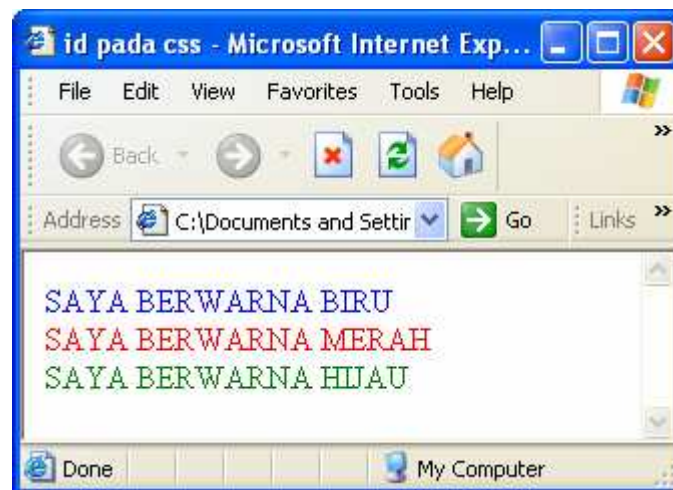 id pada css - Microsoft Internet Exp...
File Edit View Favorites Tools Help
Back
Address C:\Documents and Settir Go Links
SAYA BERWARNA BIRU
SAYA BERWARNA MERAH
SAYA BERWARNA HIJAU
Done My Computer